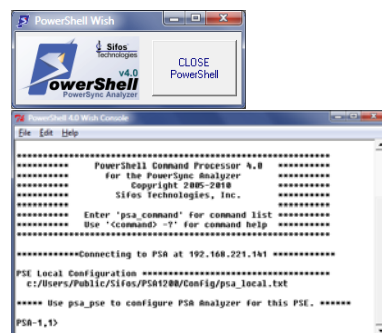 PowerShell Wish
Sifos
Technologies
v4.0
PowerShell
PowerSync Analyzer
CLOSE
PowerShell
PowerShell 4.0 Wish Console
File Edit Help
************************************************************
********** PowerShell Command Processor 4.0 **********
********** for the PowerSync Analyzer **********
********** Copyright 2005-2010 **********
********** Sifos Technologies, Inc. **********
********** **********
********** Enter 'psa_command' for command list **********
********** Use '<command> -?' for command help **********
************************************************************
************Connecting to PSA at 192.168.221.141 ************
PSE Local Configuration ************************************
c:/Users/Public/Sifos/PSA1200/Config/psa_local.txt
***** Use psa_pse to configure PSA Analyzer for this PSE. ******
PSA-1,1>